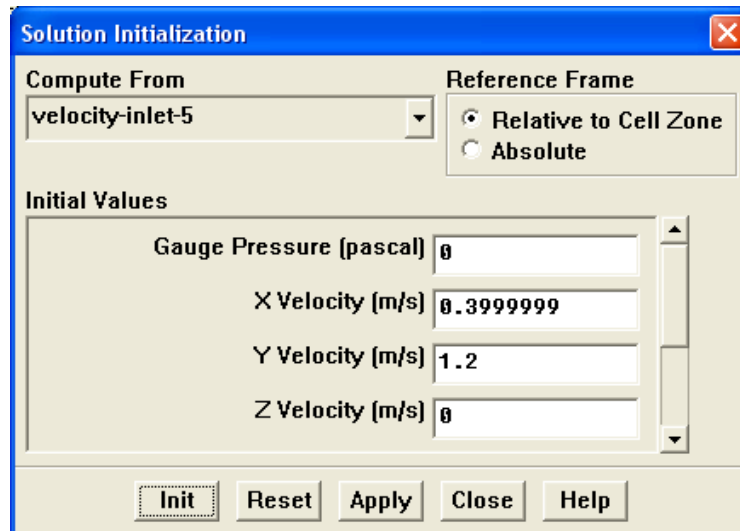 Solution Initialization
Compute From
Reference Frame
velocity-inlet-5
Relative to Cell Zone
Absolute
Initial Values
Gauge Pressure (pascal) 0
X Velocity (m/s) 0.3999999
Y Velocity (m/s) 1.2
Z Velocity (m/s) 0
Init Reset Apply Close Help